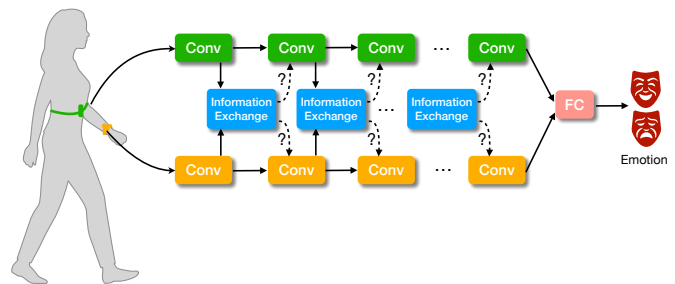 Conv Conv Conv ... Conv
? ? ?
Information Information ... Information
Exchange Exchange Exchange
FC
Emotion
? ? ?
Conv Conv Conv ... Conv